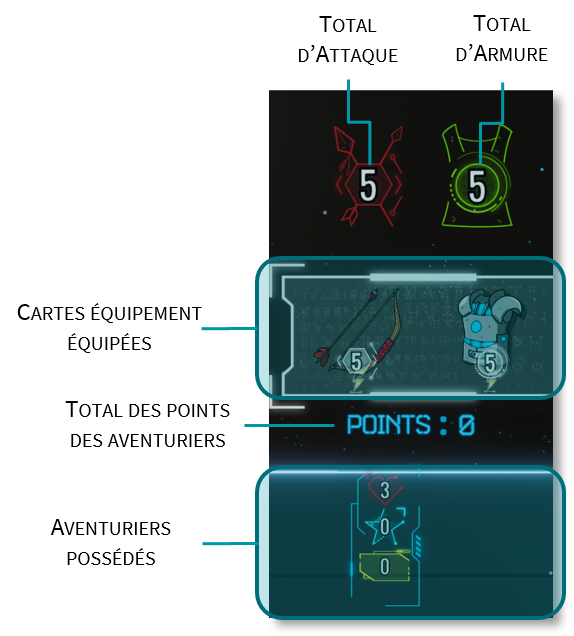 Total
d'Attaque
Total
d'Armure
5
5
Cartes équipement
équipées
5
5
Total des points
des aventuriers
POINTS : 0
3
0
0
Aventuriers
possédés